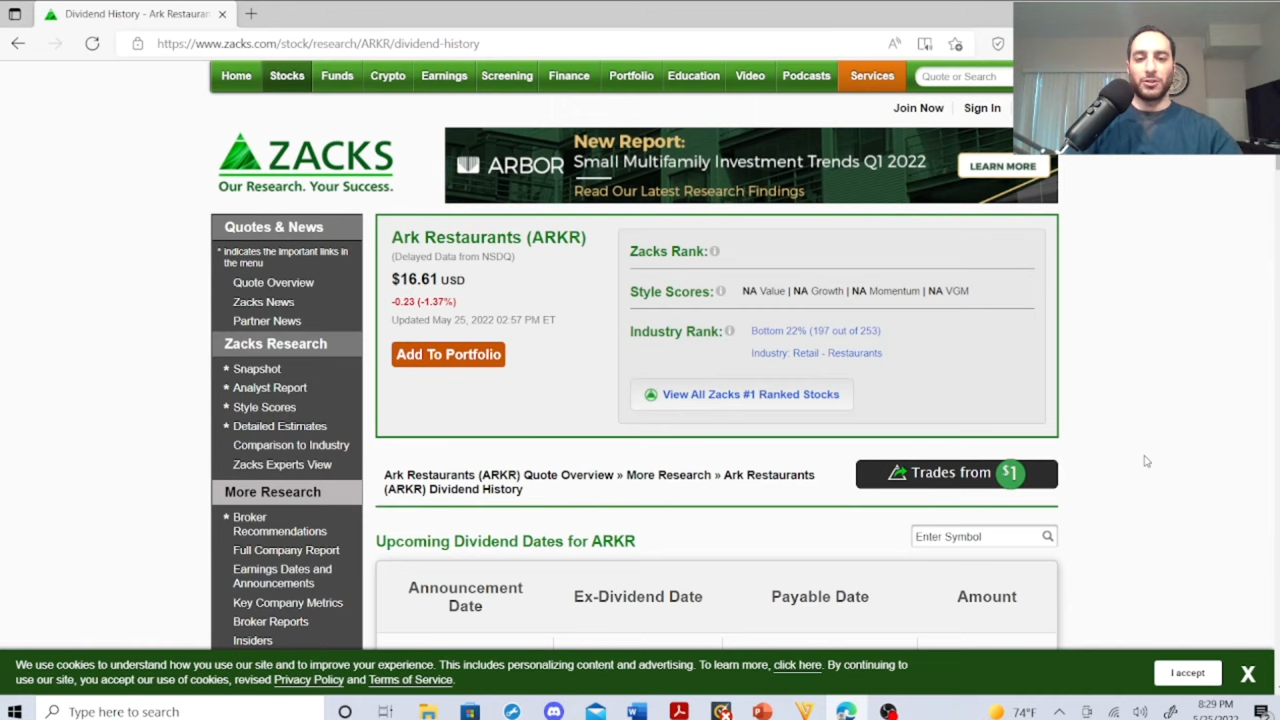 Dividend History - Ark Restauran
https://www.zacks.com/stock/research/ARKR/dividend-history
Home
Stocks
Funds
Crypto
Earnings
Screening
Finance
Portfolio
Education
Video
Podcasts
Services
Quote or Search
Join Now
Sign In
ZACKS
Our Research. Your Success.
ARBOR
New Report:
Small Multifamily Investment Trends Q1 2022
Read Our Latest Research Findings
LEARN MORE
Quotes & News
* Indicates the important links in
the menu
Quote Overview
Zacks News
Partner News
Zacks Research
* Snapshot
* Analyst Report
* Style Scores
* Detailed Estimates
Comparison to Industry
Zacks Experts View
More Research
* Broker
Recommendations
Full Company Report
Earnings Dates and
Announcements
Key Company Metrics
Broker Reports
Insiders
Ark Restaurants (ARKR)
(Delayed Data from NSDQ)
$16.61 USD
-0.23 (-1.37%)
Updated May 25, 2022 02:57 PM ET
Add To Portfolio
Zacks Rank:
Style Scores:
NA Value | NA Growth | NA Momentum | NA VGM
Industry Rank:
Bottom 22% (197 out of 253)
Industry: Retail - Restaurants
View All Zacks #1 Ranked Stocks
Ark Restaurants (ARKR) Quote Overview » More Research » Ark Restaurants
(ARKR) Dividend History
Trades from $1
Upcoming Dividend Dates for ARKR
Enter Symbol
Announcement
Date
Ex-Dividend Date
Payable Date
Amount
We use cookies to understand how you use our site and to improve your experience. This includes personalizing content and advertising. To learn more, click here. By continuing to
use our site, you accept our use of cookies, revised Privacy Policy and Terms of Service.
I accept
X
Type here to search
74°F
8:29 PM
5/25/2022